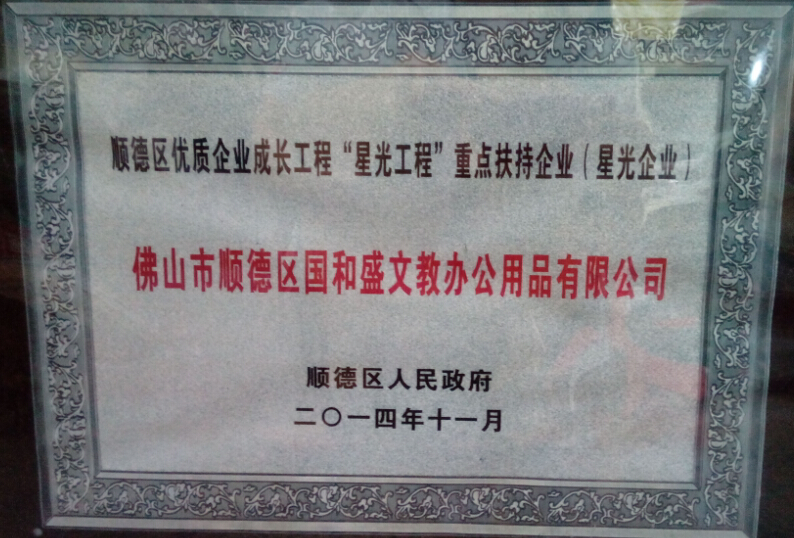 顺德区优质企业成长工程“星光工程”重点扶持企业（星光企业）
佛山市顺德区国和盛文教办公用品有限公司
顺德区人民政府
二〇一四年十一月